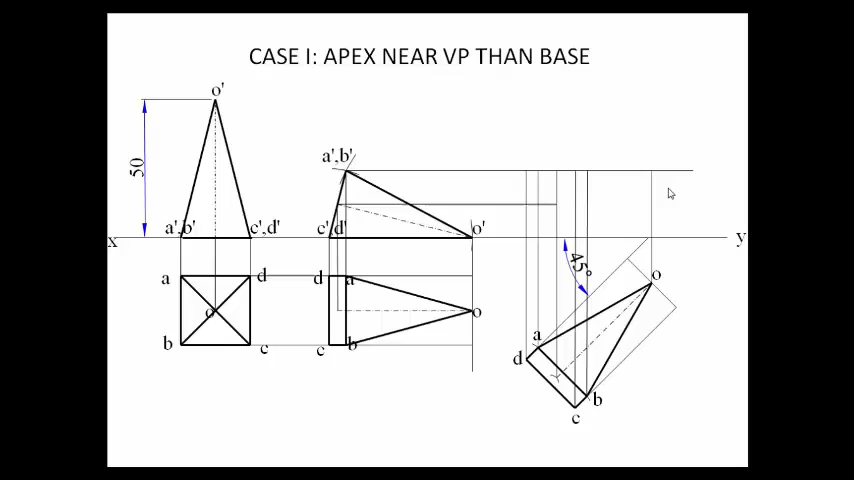 CASE I: APEX NEAR VP THAN BASE
o'
50
a',b'
a',b' c',d' c',d' o'
x y
45°
a d d a o
o o
b c c b
a
d
b
c